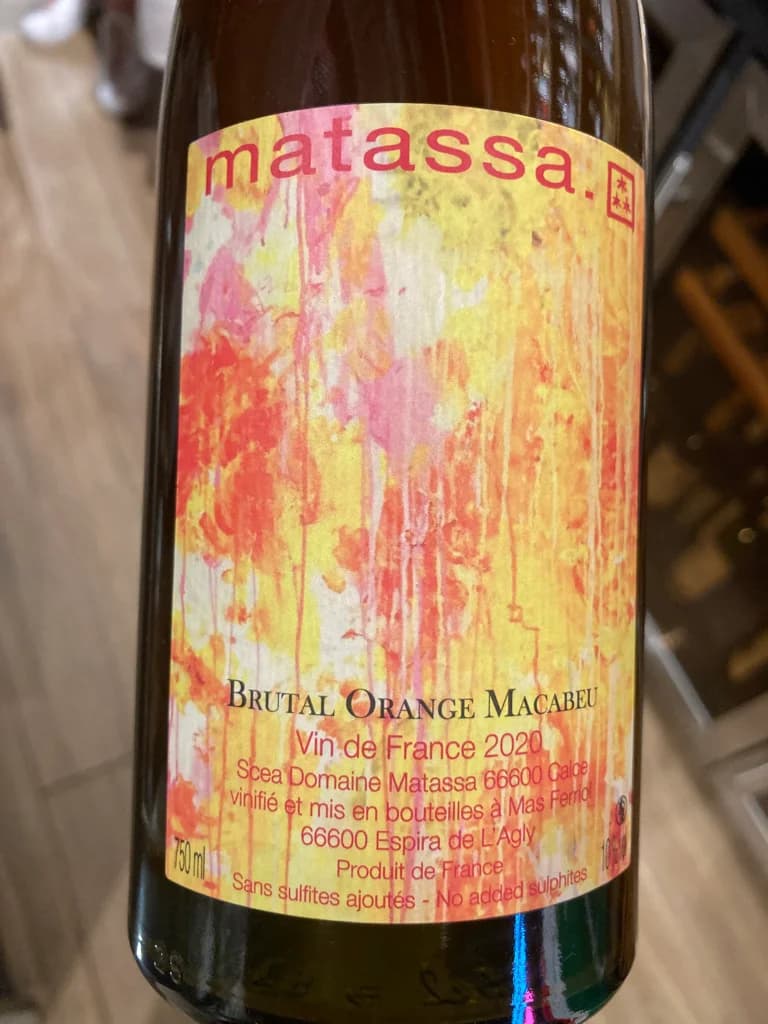 matassa.
BRUTAL ORANGE MACABEU
Vin de France 2020
Scea Domaine Matassa 66600 Calce
vinifié et mis en bouteilles à Mas Ferriol
66600 Espira de L'Agly
750 ml
Produit de France
Sans sulfites ajoutés - No added sulphites